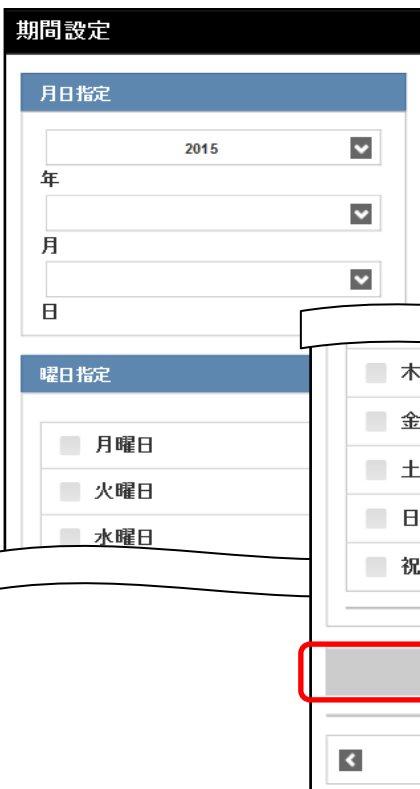 期間設定
月日指定
2015
年
月
日
曜日指定
月曜日
火曜日
水曜日
木
金
土
日
祝